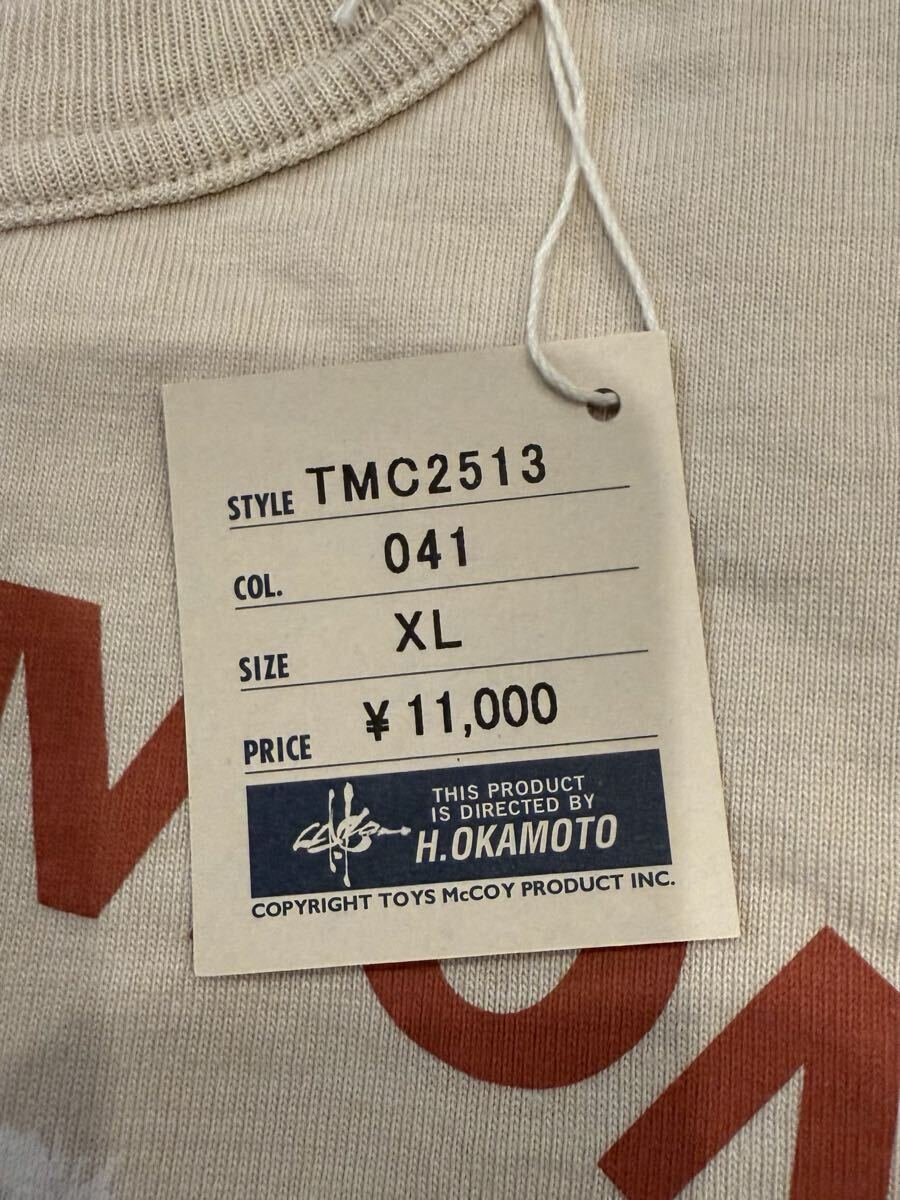 STYLE TMC2513
COL. 041
SIZE XL
PRICE ¥11,000
THIS PRODUCT
IS DIRECTED BY
H.OKAMOTO
COPYRIGHT TOYS McCOY PRODUCT INC.